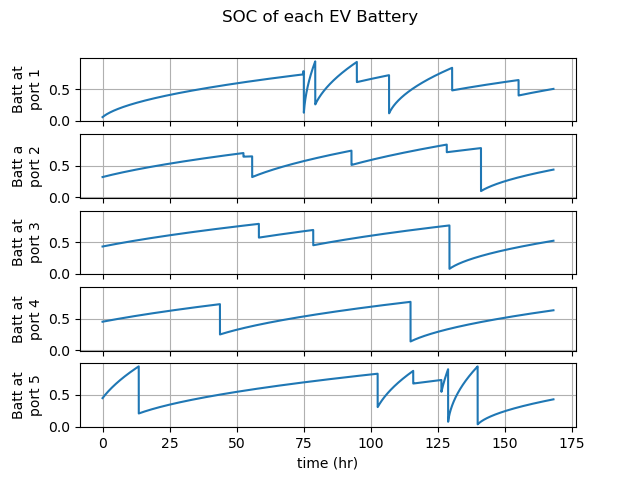 SOC of each EV Battery
Batt at
port 1
0.5
0.0
Batt a
port 2
0.5
0.0
Batt at
port 3
0.5
0.0
Batt at
port 4
0.5
0.0
Batt at
port 5
0.5
0.0
0 25 50 75 100 125 150 175
time (hr)